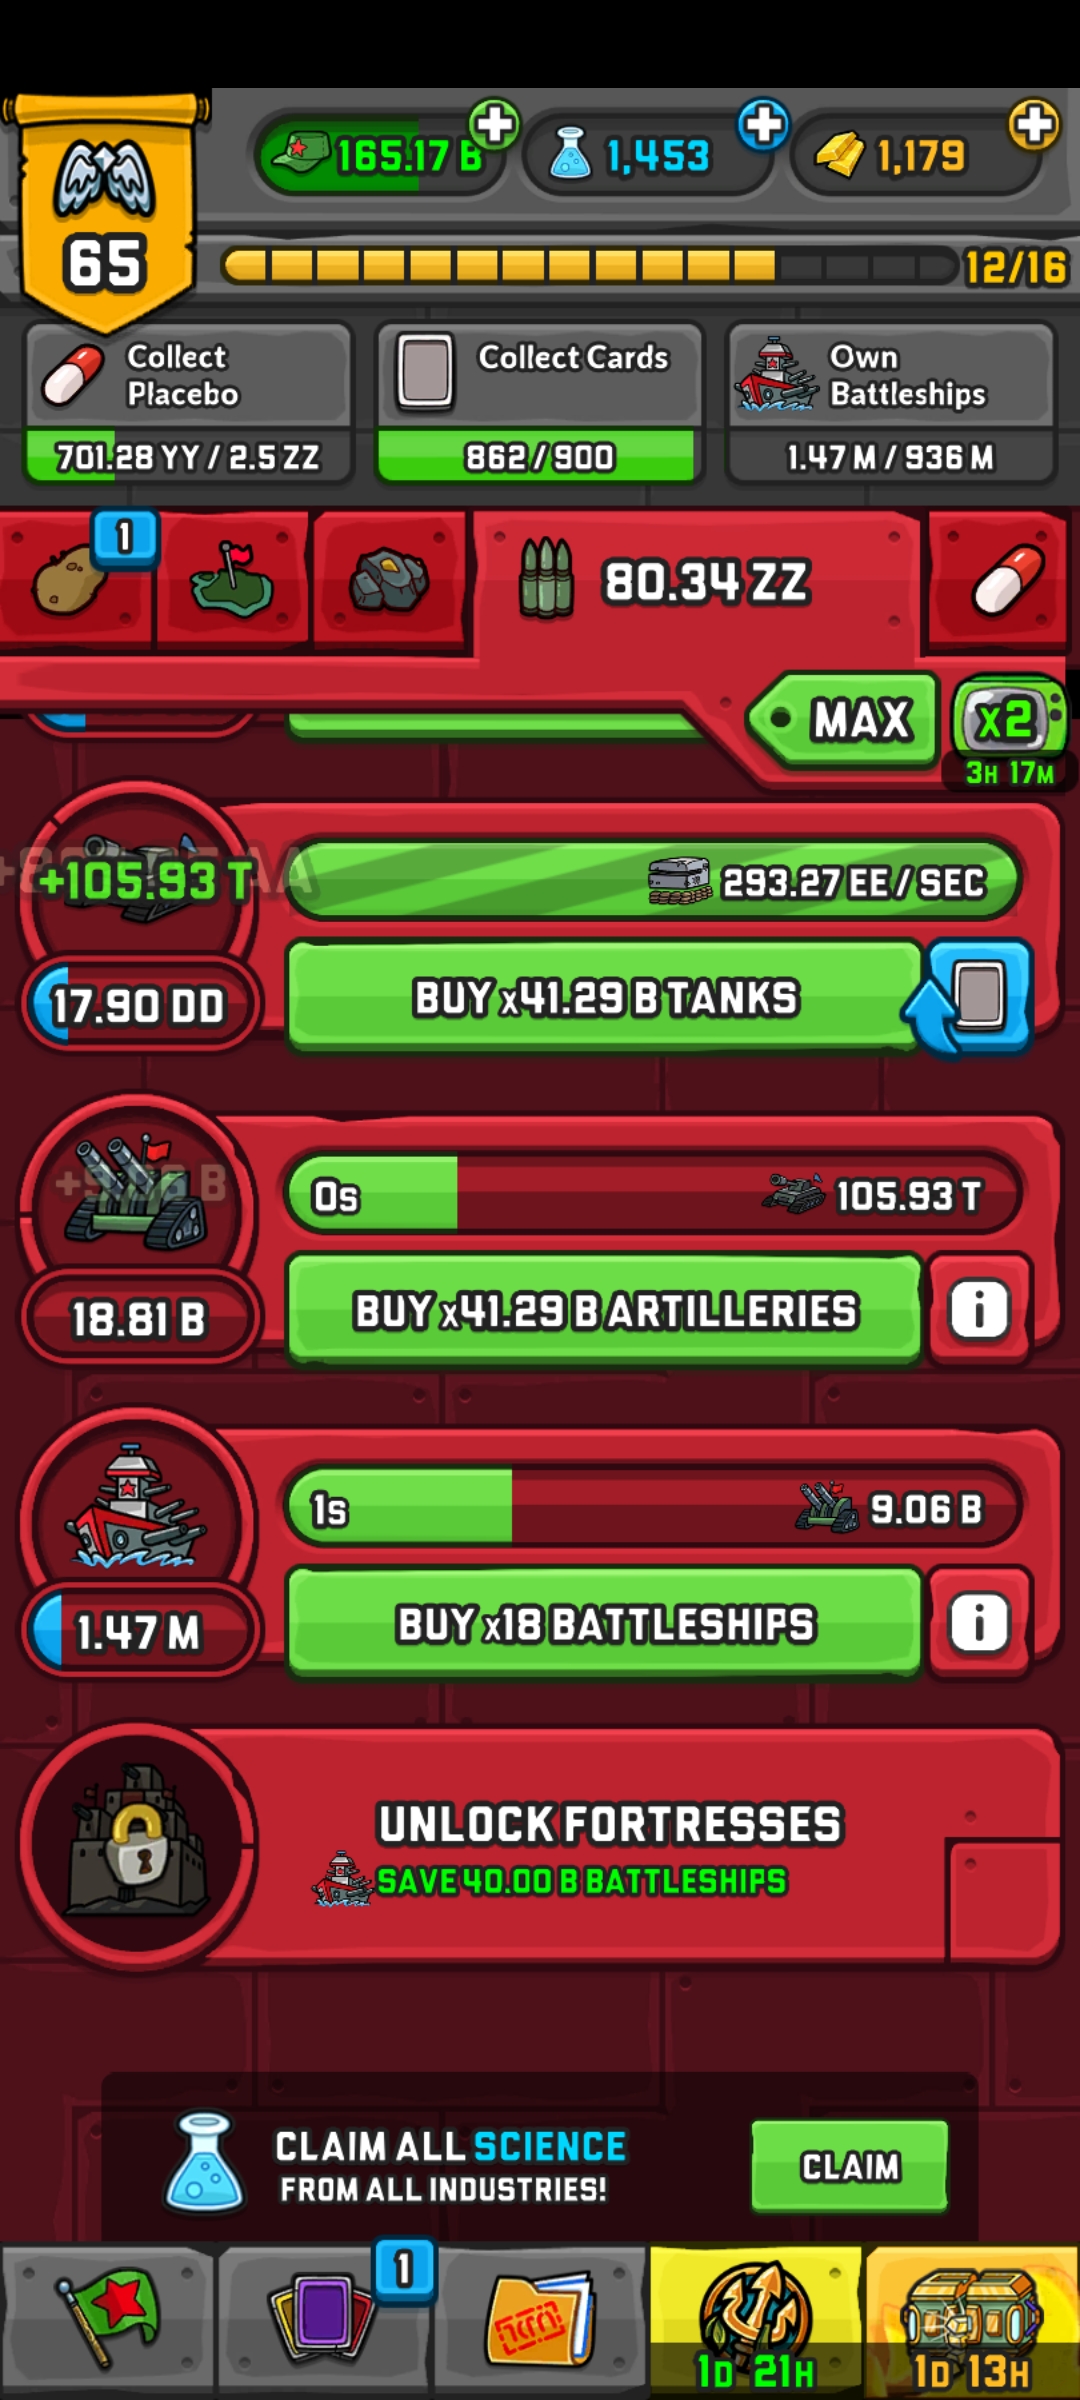 165.17 B
1,453
1,179
65
12/16
Collect
Placebo
701.28 YY / 2.5 ZZ
Collect Cards
862/900
Own
Battleships
1.47 M / 936 M
1
80.34 ZZ
MAX
x2
3H 17M
+105.93 T
293.27 EE / SEC
17.90 DD
BUY x41.29 B TANKS
0s
105.93 T
18.81 B
BUY x41.29 B ARTILLERIES
i
1s
9.06 B
1.47 M
BUY x18 BATTLESHIPS
i
UNLOCK FORTRESSES
SAVE 40.00 B BATTLESHIPS
CLAIM ALL SCIENCE
FROM ALL INDUSTRIES!
CLAIM
1
1D 21H
1D 13H